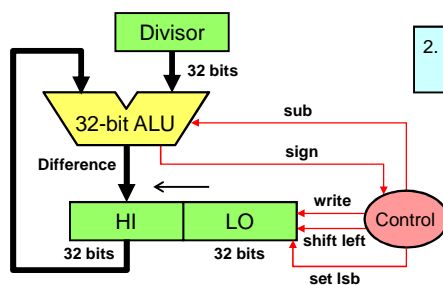 Divisor
2.
32 bits
sub
32-bit ALU
sign
Difference
write
HI
LO
Control
shift left
32 bits
32 bits
set lsb